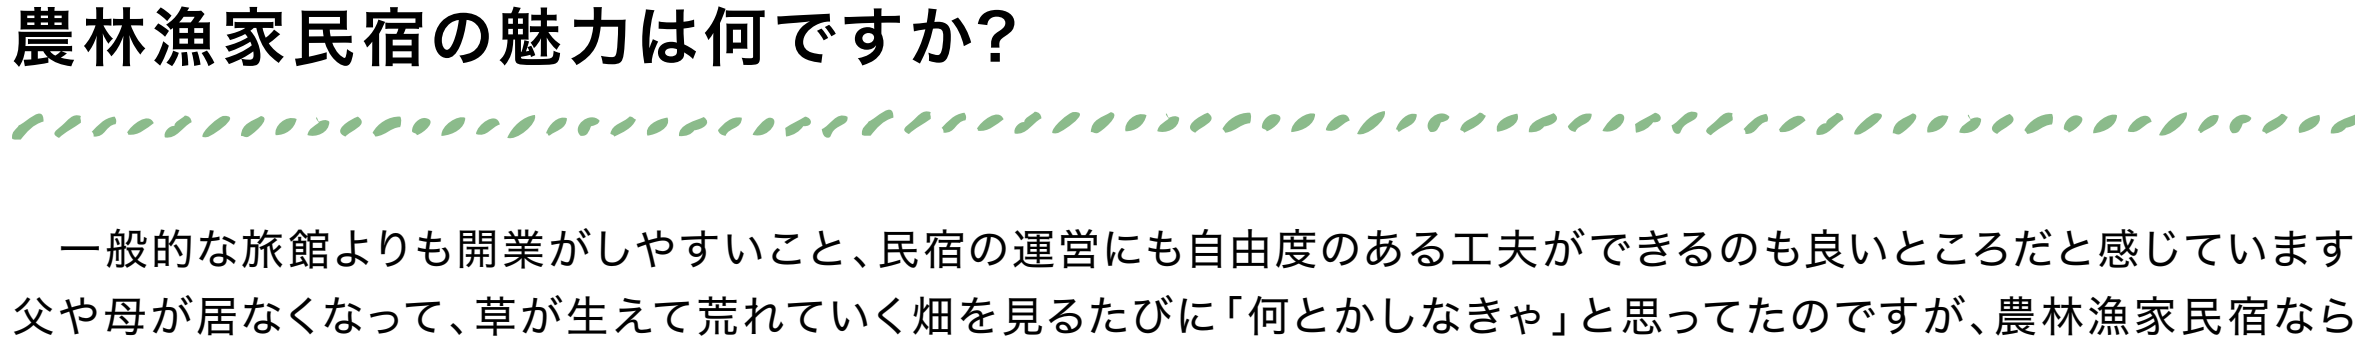 農林漁家民宿の魅力は何ですか？
一般的な旅館よりも開業がしやすいこと、民宿の運営にも自由度のある工夫ができるのも良いところだと感じています
父や母が居なくなって、草が生えて荒れていく畑を見るたびに「何とかしなきゃ」と思ってたのですが、農林漁家民宿なら